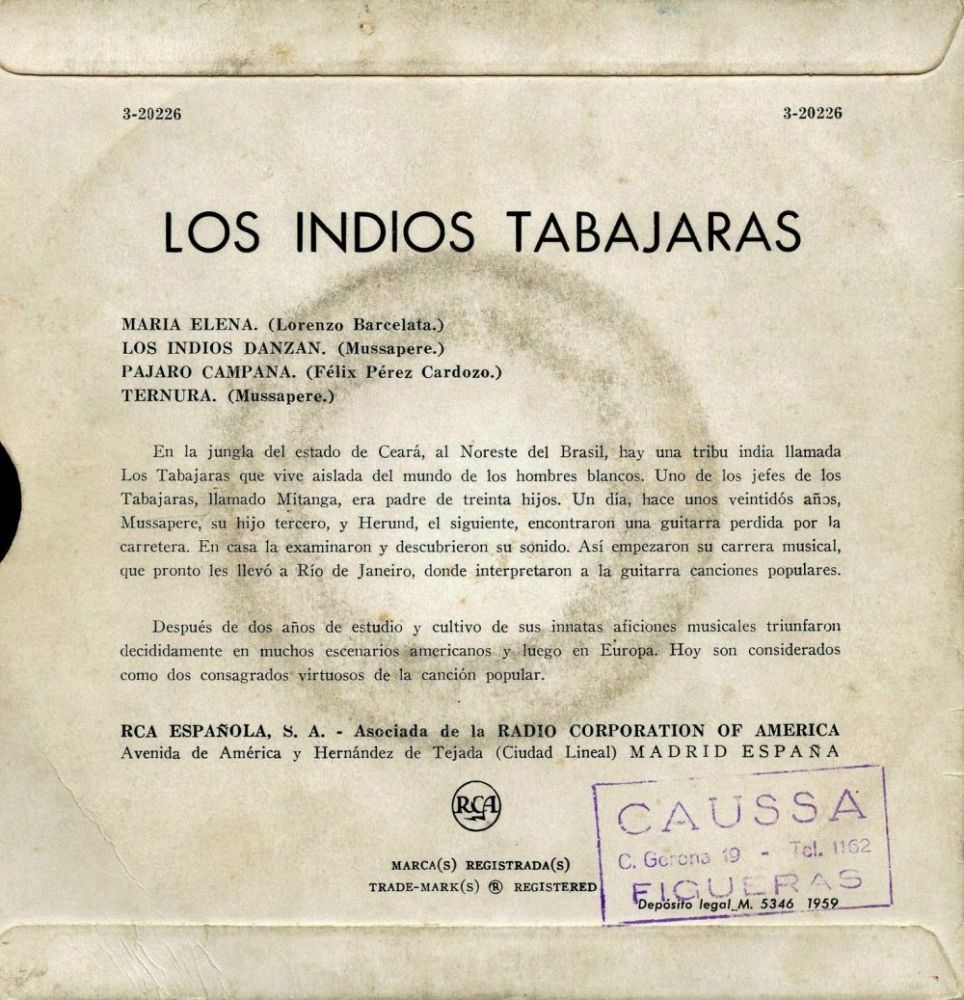 3-20226 3-20226
LOS INDIOS TABAJARAS
MARIA ELENA. (Lorenzo Barcelata.)
LOS INDIOS DANZAN. (Mussapere.)
PAJARO CAMPANA. (Félix Pérez Cardozo.)
TERNURA. (Mussapere.)
En la jungla del estado de Ceará, al Noreste del Brasil, hay una tribu india llamada
Los Tabajaras que vive aislada del mundo de los hombres blancos. Uno de los jefes de los
Tabajaras, llamado Mitanga, era padre de treinta hijos. Un día, hace unos veintidós años,
Mussapere, su hijo tercero, y Herund, el siguiente, encontraron una guitarra perdida por la
carretera. En casa la examinaron y descubrieron su sonido. Así empezaron su carrera musical,
que pronto les llevó a Río de Janeiro, donde interpretaron a la guitarra canciones populares.
Después de dos años de estudio y cultivo de sus innatas aficiones musicales triunfaron
decididamente en muchos escenarios americanos y luego en Europa. Hoy son considerados
como dos consagrados virtuosos de la canción popular.
RCA ESPAÑOLA, S. A. - Asociada de la RADIO CORPORATION OF AMERICA
Avenida de América y Hernández de Tejada (Ciudad Lineal) MADRID ESPAÑA
RCA
MARCA(S) REGISTRADA(S)
TRADE-MARK(S) ® REGISTERED
CAUSSA
C. Gerona 19 - Tel. 1162
FIGUERAS
Depósito legal M. 5346 1959